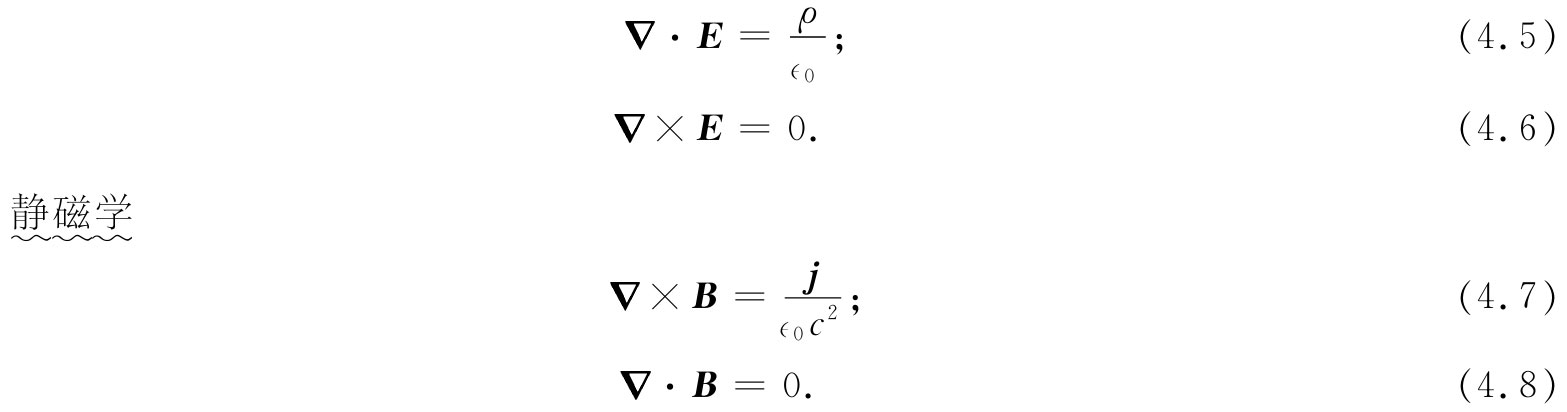 ∇ · E = ρ/ϵ₀; (4.5)
∇ × E = 0. (4.6)
静磁学
∇ × B = j/ϵ₀c²; (4.7)
∇ · B = 0. (4.8)